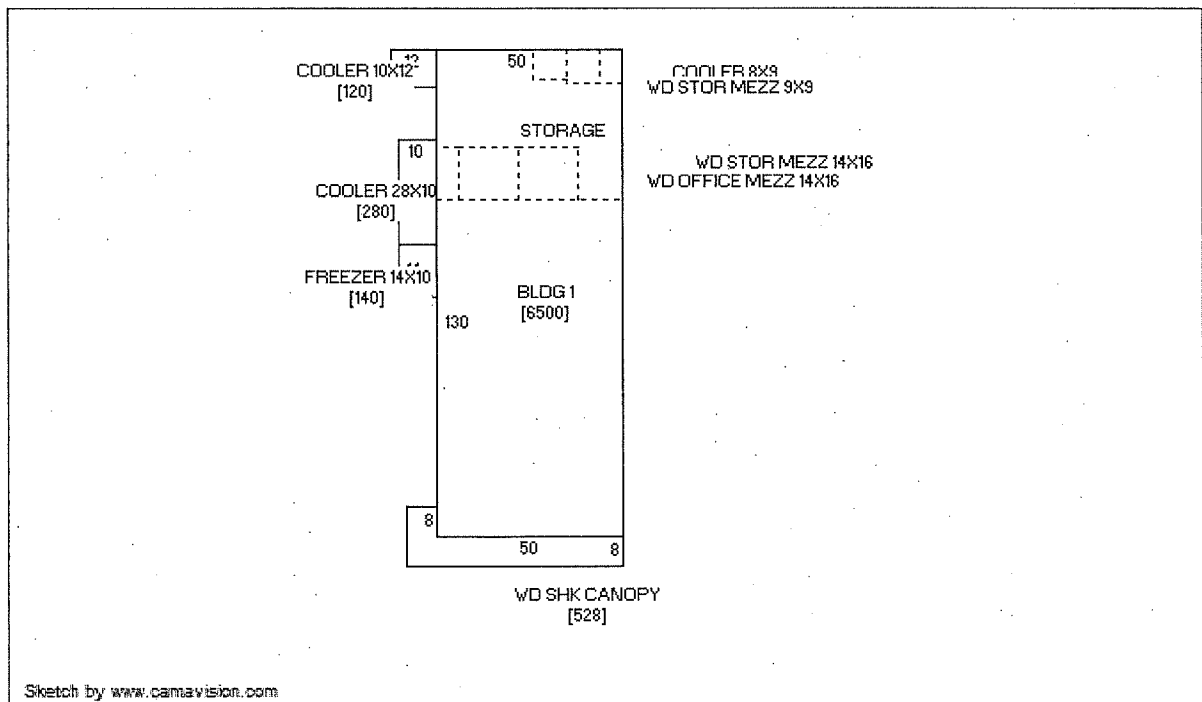 12
50
COOLER 10X12
[120]
COOLER 8X9
WD STOR MEZZ 9X9
STORAGE
10
WD STOR MEZZ 14X16
WD OFFICE MEZZ 14X16
COOLER 28X10
[280]
FREEZER 14X10
[140]
BLDG 1
[6500]
130
8
50
8
WD SHK CANOPY
[528]
Sketch by www.camavision.com